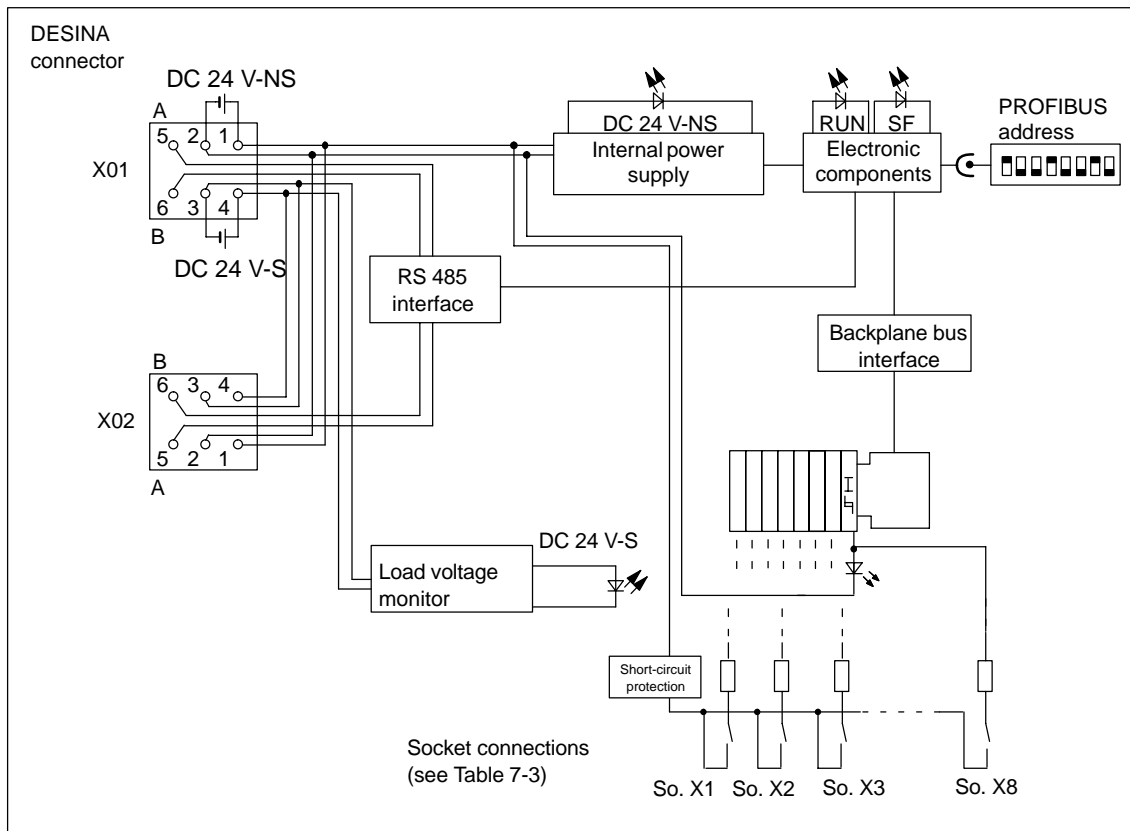 DESINA
connector
DC 24 V-NS
A
5 2 1
X01
6 3 4
B
DC 24 V-S
DC 24 V-NS
Internal power
supply
RUN
SF
Electronic
components
PROFIBUS
address
RS 485
interface
Backplane bus
interface
B
6 3 4
X02
5 2 1
A
DC 24 V-S
Load voltage
monitor
Short-circuit
protection
Socket connections
(see Table 7-3)
So. X1 So. X2 So. X3 So. X8